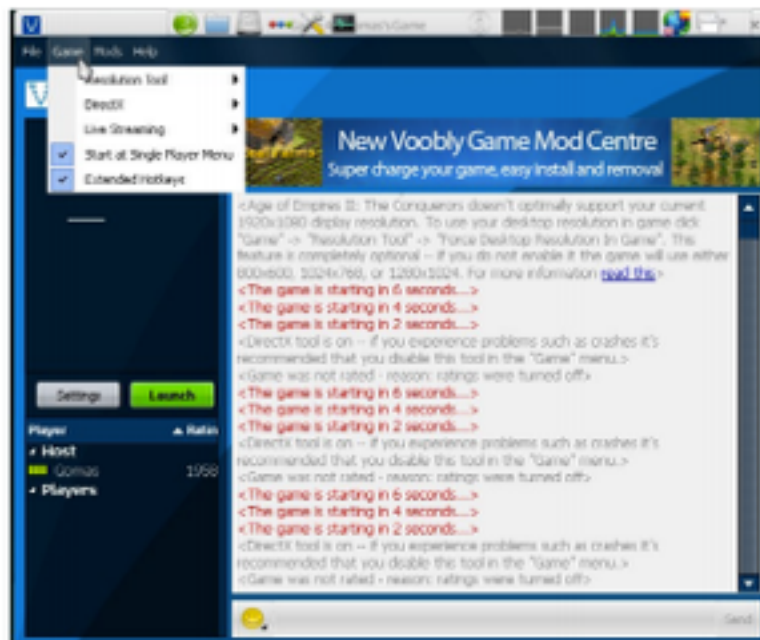 File Game Mods Help
Resolution Tool
DirectX
Live Streaming
Start at Single Player Menu
Extended Hotkeys
New Voobly Game Mod Centre
Super charge your game, easy install and removal
<Age of Empires II: The Conquerors doesn't optimally support your current
1920x1080 display resolution. To use your desktop resolution in game click
"Game" -> "Resolution Tool" -> "Force Desktop Resolution In Game". This
feature is completely optional -- if you do not enable it the game will use either
800x600, 1024x768, or 1280x1024. For more information read this>
<The game is starting in 6 seconds...>
<The game is starting in 4 seconds...>
<The game is starting in 2 seconds...>
<DirectX tool is on -- if you experience problems such as crashes it's
recommended that you disable this tool in the "Game" menu.>
<Game was not rated - reason: ratings were turned off>
<The game is starting in 6 seconds...>
<The game is starting in 4 seconds...>
<The game is starting in 2 seconds...>
<DirectX tool is on -- if you experience problems such as crashes it's
recommended that you disable this tool in the "Game" menu.>
<Game was not rated - reason: ratings were turned off>
<The game is starting in 6 seconds...>
<The game is starting in 4 seconds...>
<The game is starting in 2 seconds...>
<DirectX tool is on -- if you experience problems such as crashes it's
recommended that you disable this tool in the "Game" menu.>
<Game was not rated - reason: ratings were turned off>
Settings Launch
Player Ratin
Host
Gomas 1958
Players
Send